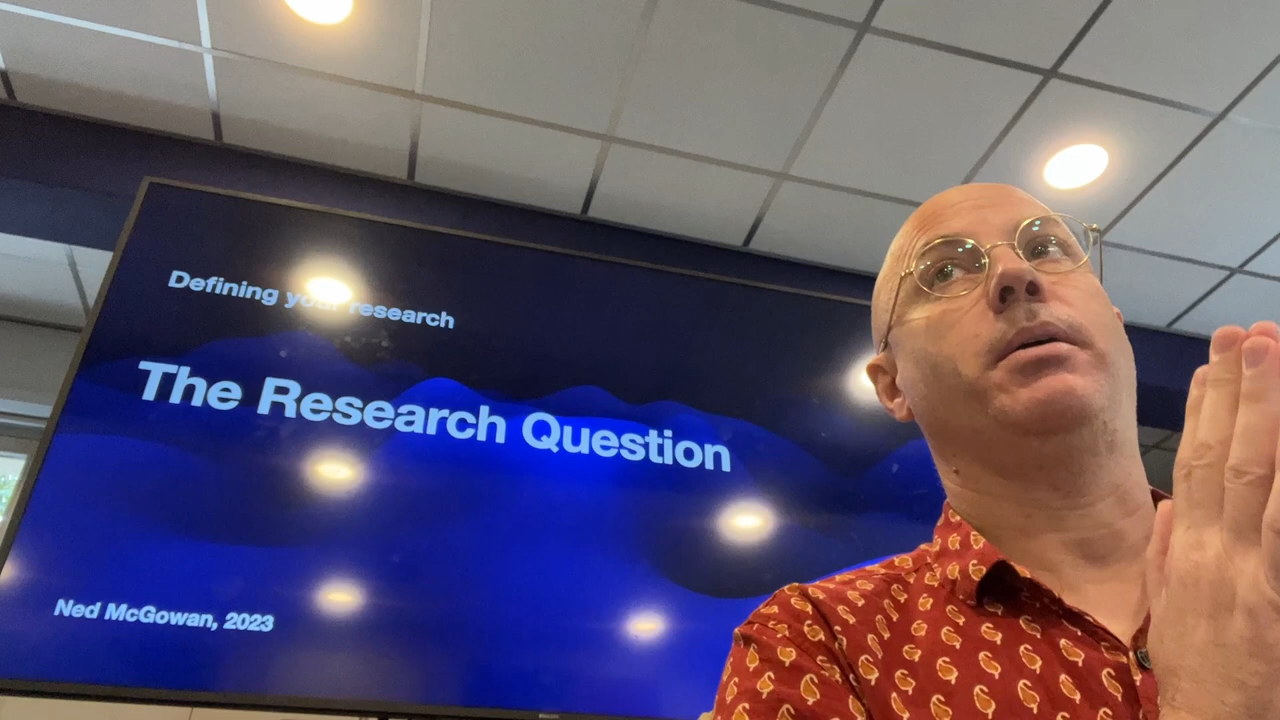 Defining your research
The Research Question
Ned McGowan, 2023